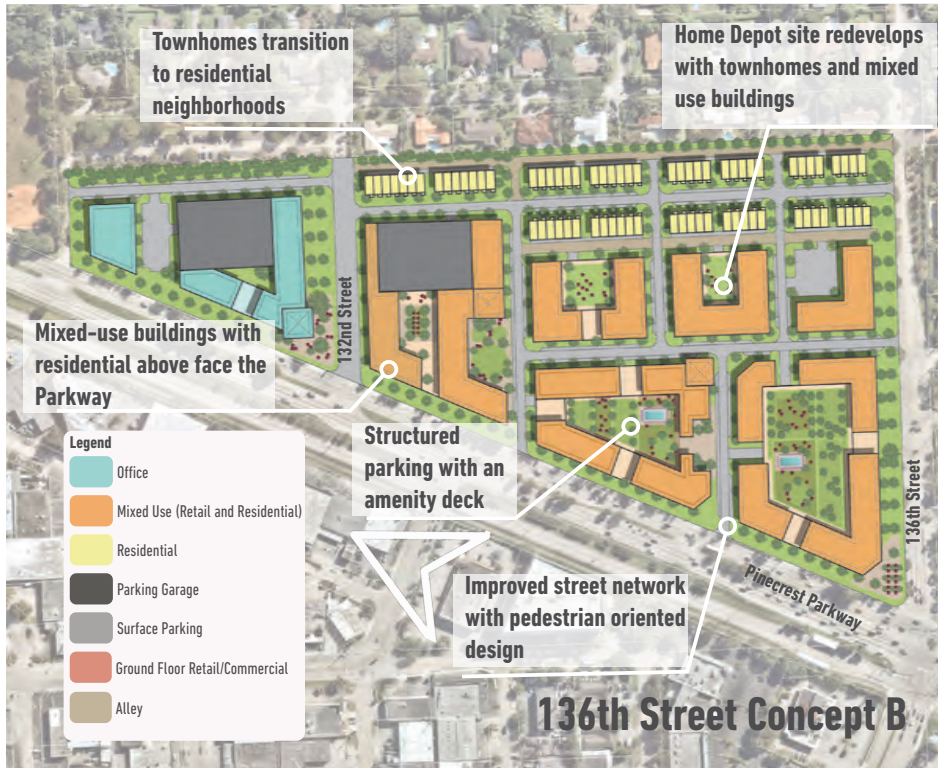 Townhomes transition
to residential
neighborhoods
Home Depot site redevelops
with townhomes and mixed
use buildings
132nd Street
Mixed-use buildings with
residential above face the
Parkway
Structured
parking with an
amenity deck
136th Street
Pinecrest Parkway
Improved street network
with pedestrian oriented
design
Legend
Office
Mixed Use (Retail and Residential)
Residential
Parking Garage
Surface Parking
Ground Floor Retail/Commercial
Alley
136th Street Concept B